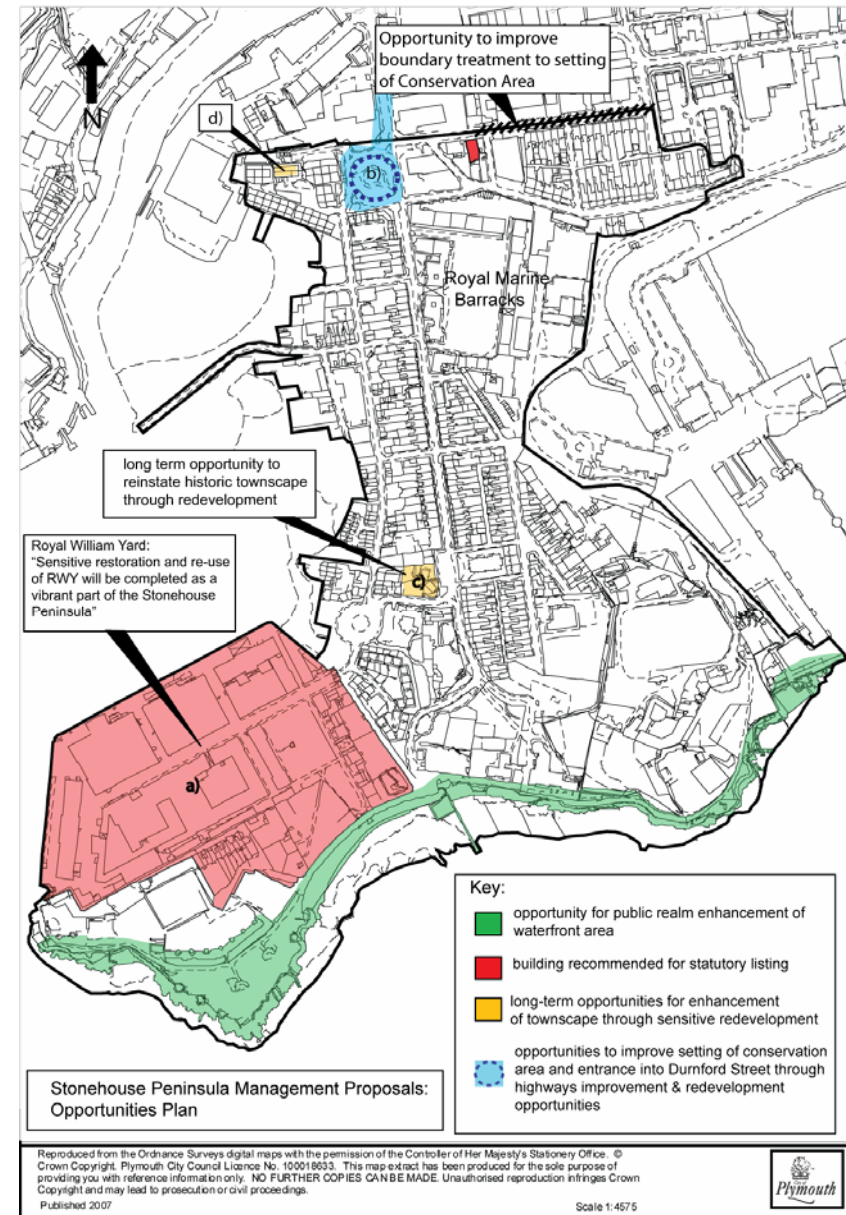 Opportunity to improve
boundary treatment to setting
of Conservation Area
N
d)
b)
Royal Marine
Barracks
long term opportunity to
reinstate historic townscape
through redevelopment
Royal William Yard:
"Sensitive restoration and re-use
of RWY will be completed as a
vibrant part of the Stonehouse
Peninsula"
c)
a)
Key:
opportunity for public realm enhancement of
waterfront area
building recommended for statutory listing
long-term opportunities for enhancement
of townscape through sensitive redevelopment
opportunities to improve setting of conservation
area and entrance into Durnford Street through
highways improvement & redevelopment
opportunities
Stonehouse Peninsula Management Proposals:
Opportunities Plan
Reproduced from the Ordnance Surveys digital maps with the permission of the Controller of Her Majesty's Stationery Office. ©
Crown Copyright. Plymouth City Council Licence No. 100018633. This map extract has been produced for the sole purpose of
providing you with reference information only. NO FURTHER COPIES CAN BE MADE. Unauthorised reproduction infringes Crown
Copyright and may lead to prosecution or civil proceedings.
Published 2007
Scale 1:4575
City of
Plymouth